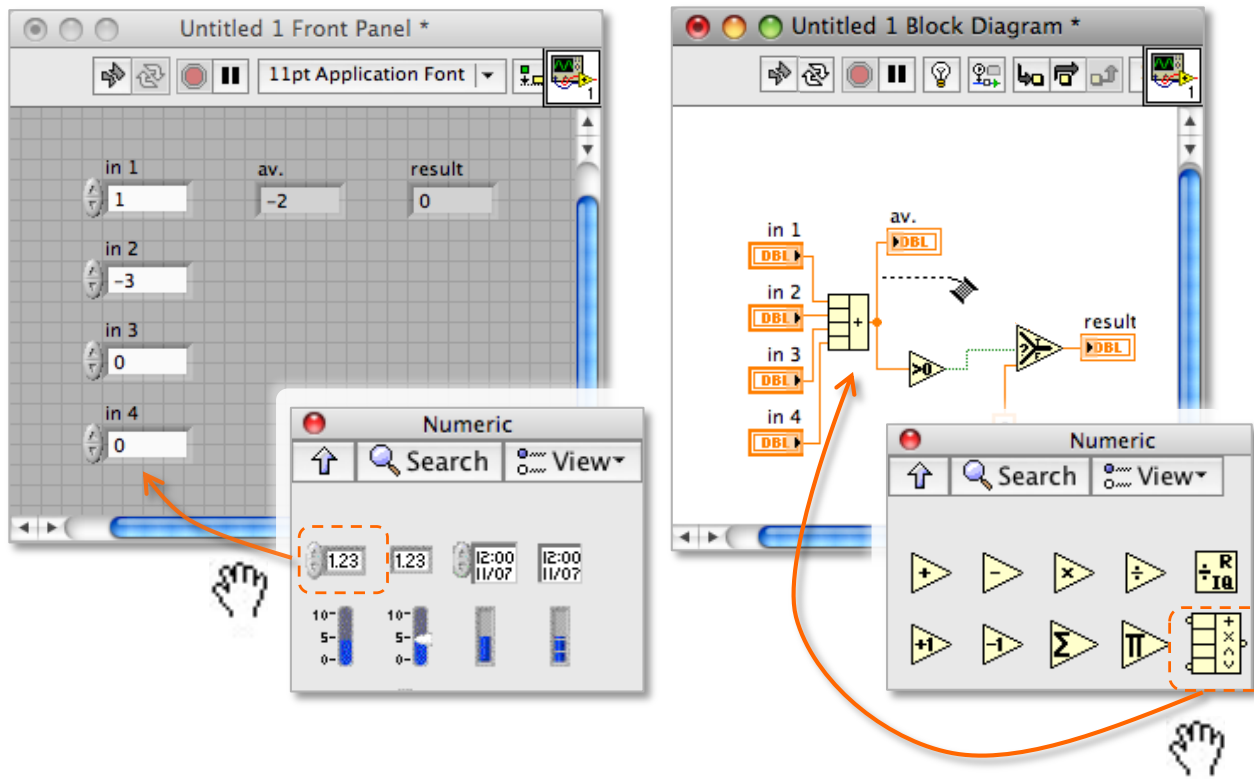 Untitled 1 Front Panel *
11pt Application Font
1
in 1
av.
result
1
-2
0
in 2
-3
in 3
0
in 4
0
Numeric
Search
View
1.23
1.23
12:00
11/07
12:00
11/07
10-
5-
0-
10-
5-
0-
Untitled 1 Block Diagram *
1
in 1
DBL
av.
DBL
in 2
DBL
+
in 3
DBL
>0
?
F
result
DBL
in 4
DBL
Numeric
Search
View
+
-
×
÷
÷ R
IQ
+1
-1
Σ
π
+
×
^
v